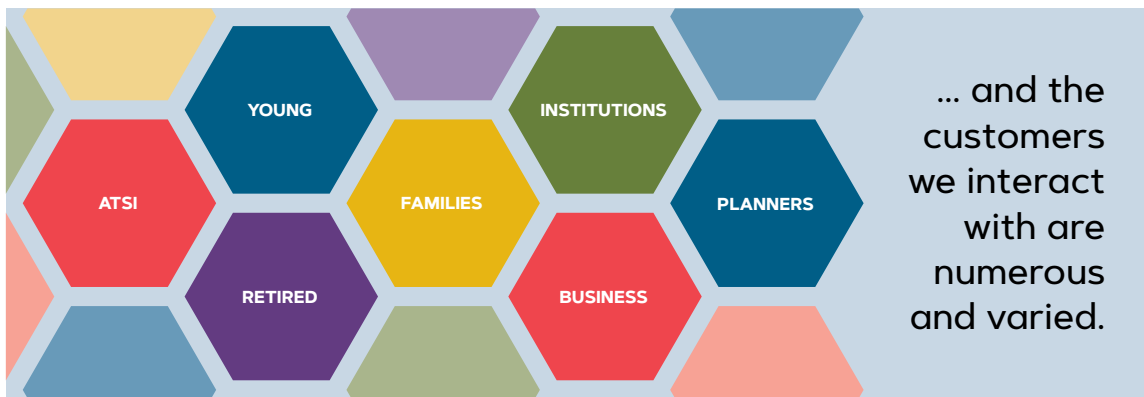 YOUNG
INSTITUTIONS
ATSI
FAMILIES
PLANNERS
RETIRED
BUSINESS
... and the
customers
we interact
with are
numerous
and varied.